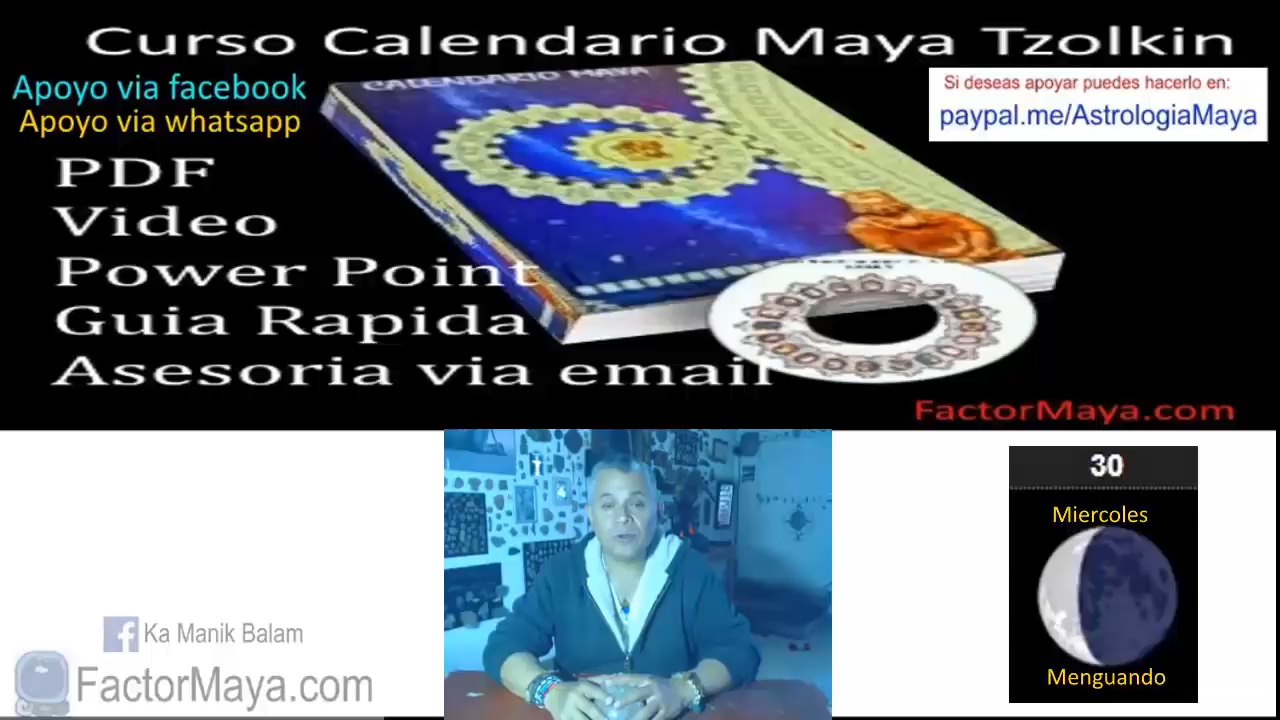 Curso Calendario Maya Tzolkin
Apoyo via facebook
Apoyo via whatsapp
Si deseas apoyar puedes hacerlo en:
paypal.me/AstrologiaMaya
CALENDARIO MAYA
PDF
Video
Power Point
Guia Rapida
Asesoria via email
FactorMaya.com
30
Miercoles
Menguando
Ka Manik Balam
FactorMaya.com